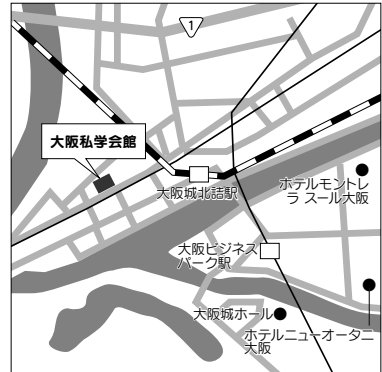 1
大阪私学会館
大阪城北詰駅
ホテルモントレ
ラ スール大阪
大阪ビジネス
パーク駅
大阪城ホール
ホテルニューオータニ
大阪